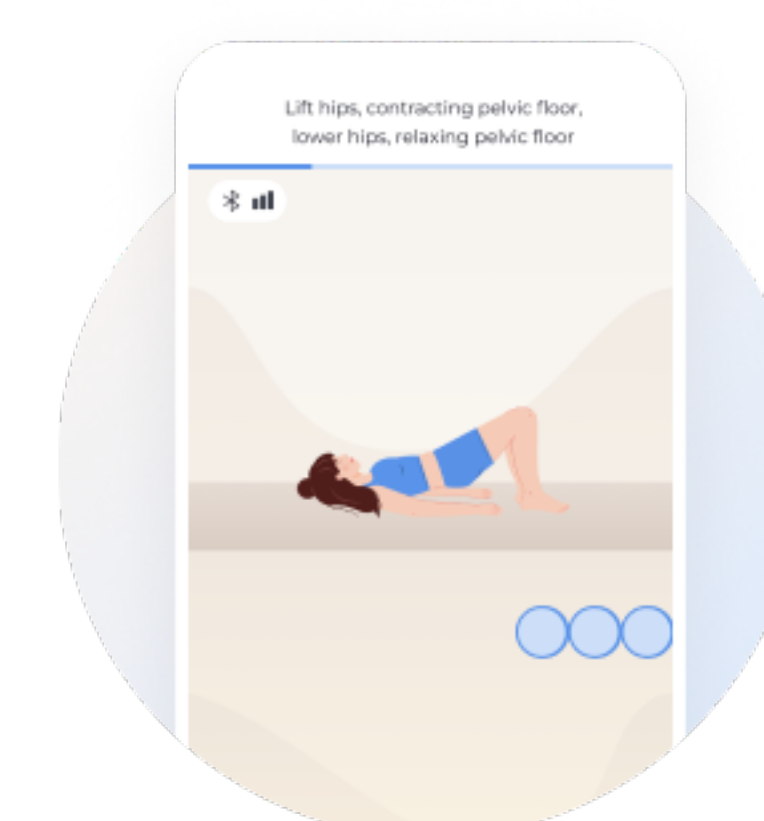 Lift hips, contracting pelvic floor,
lower hips, relaxing pelvic floor